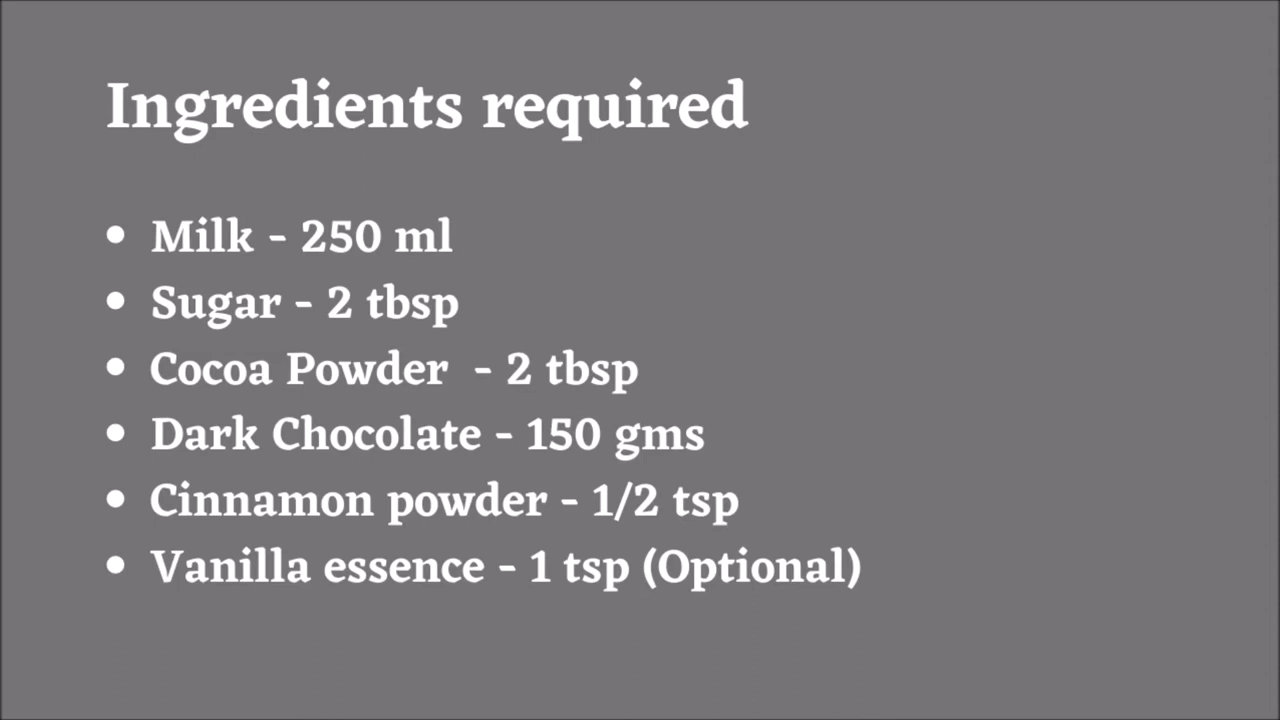 Ingredients required
• Milk - 250 ml
• Sugar - 2 tbsp
• Cocoa Powder - 2 tbsp
• Dark Chocolate - 150 gms
• Cinnamon powder - 1/2 tsp
• Vanilla essence - 1 tsp (Optional)